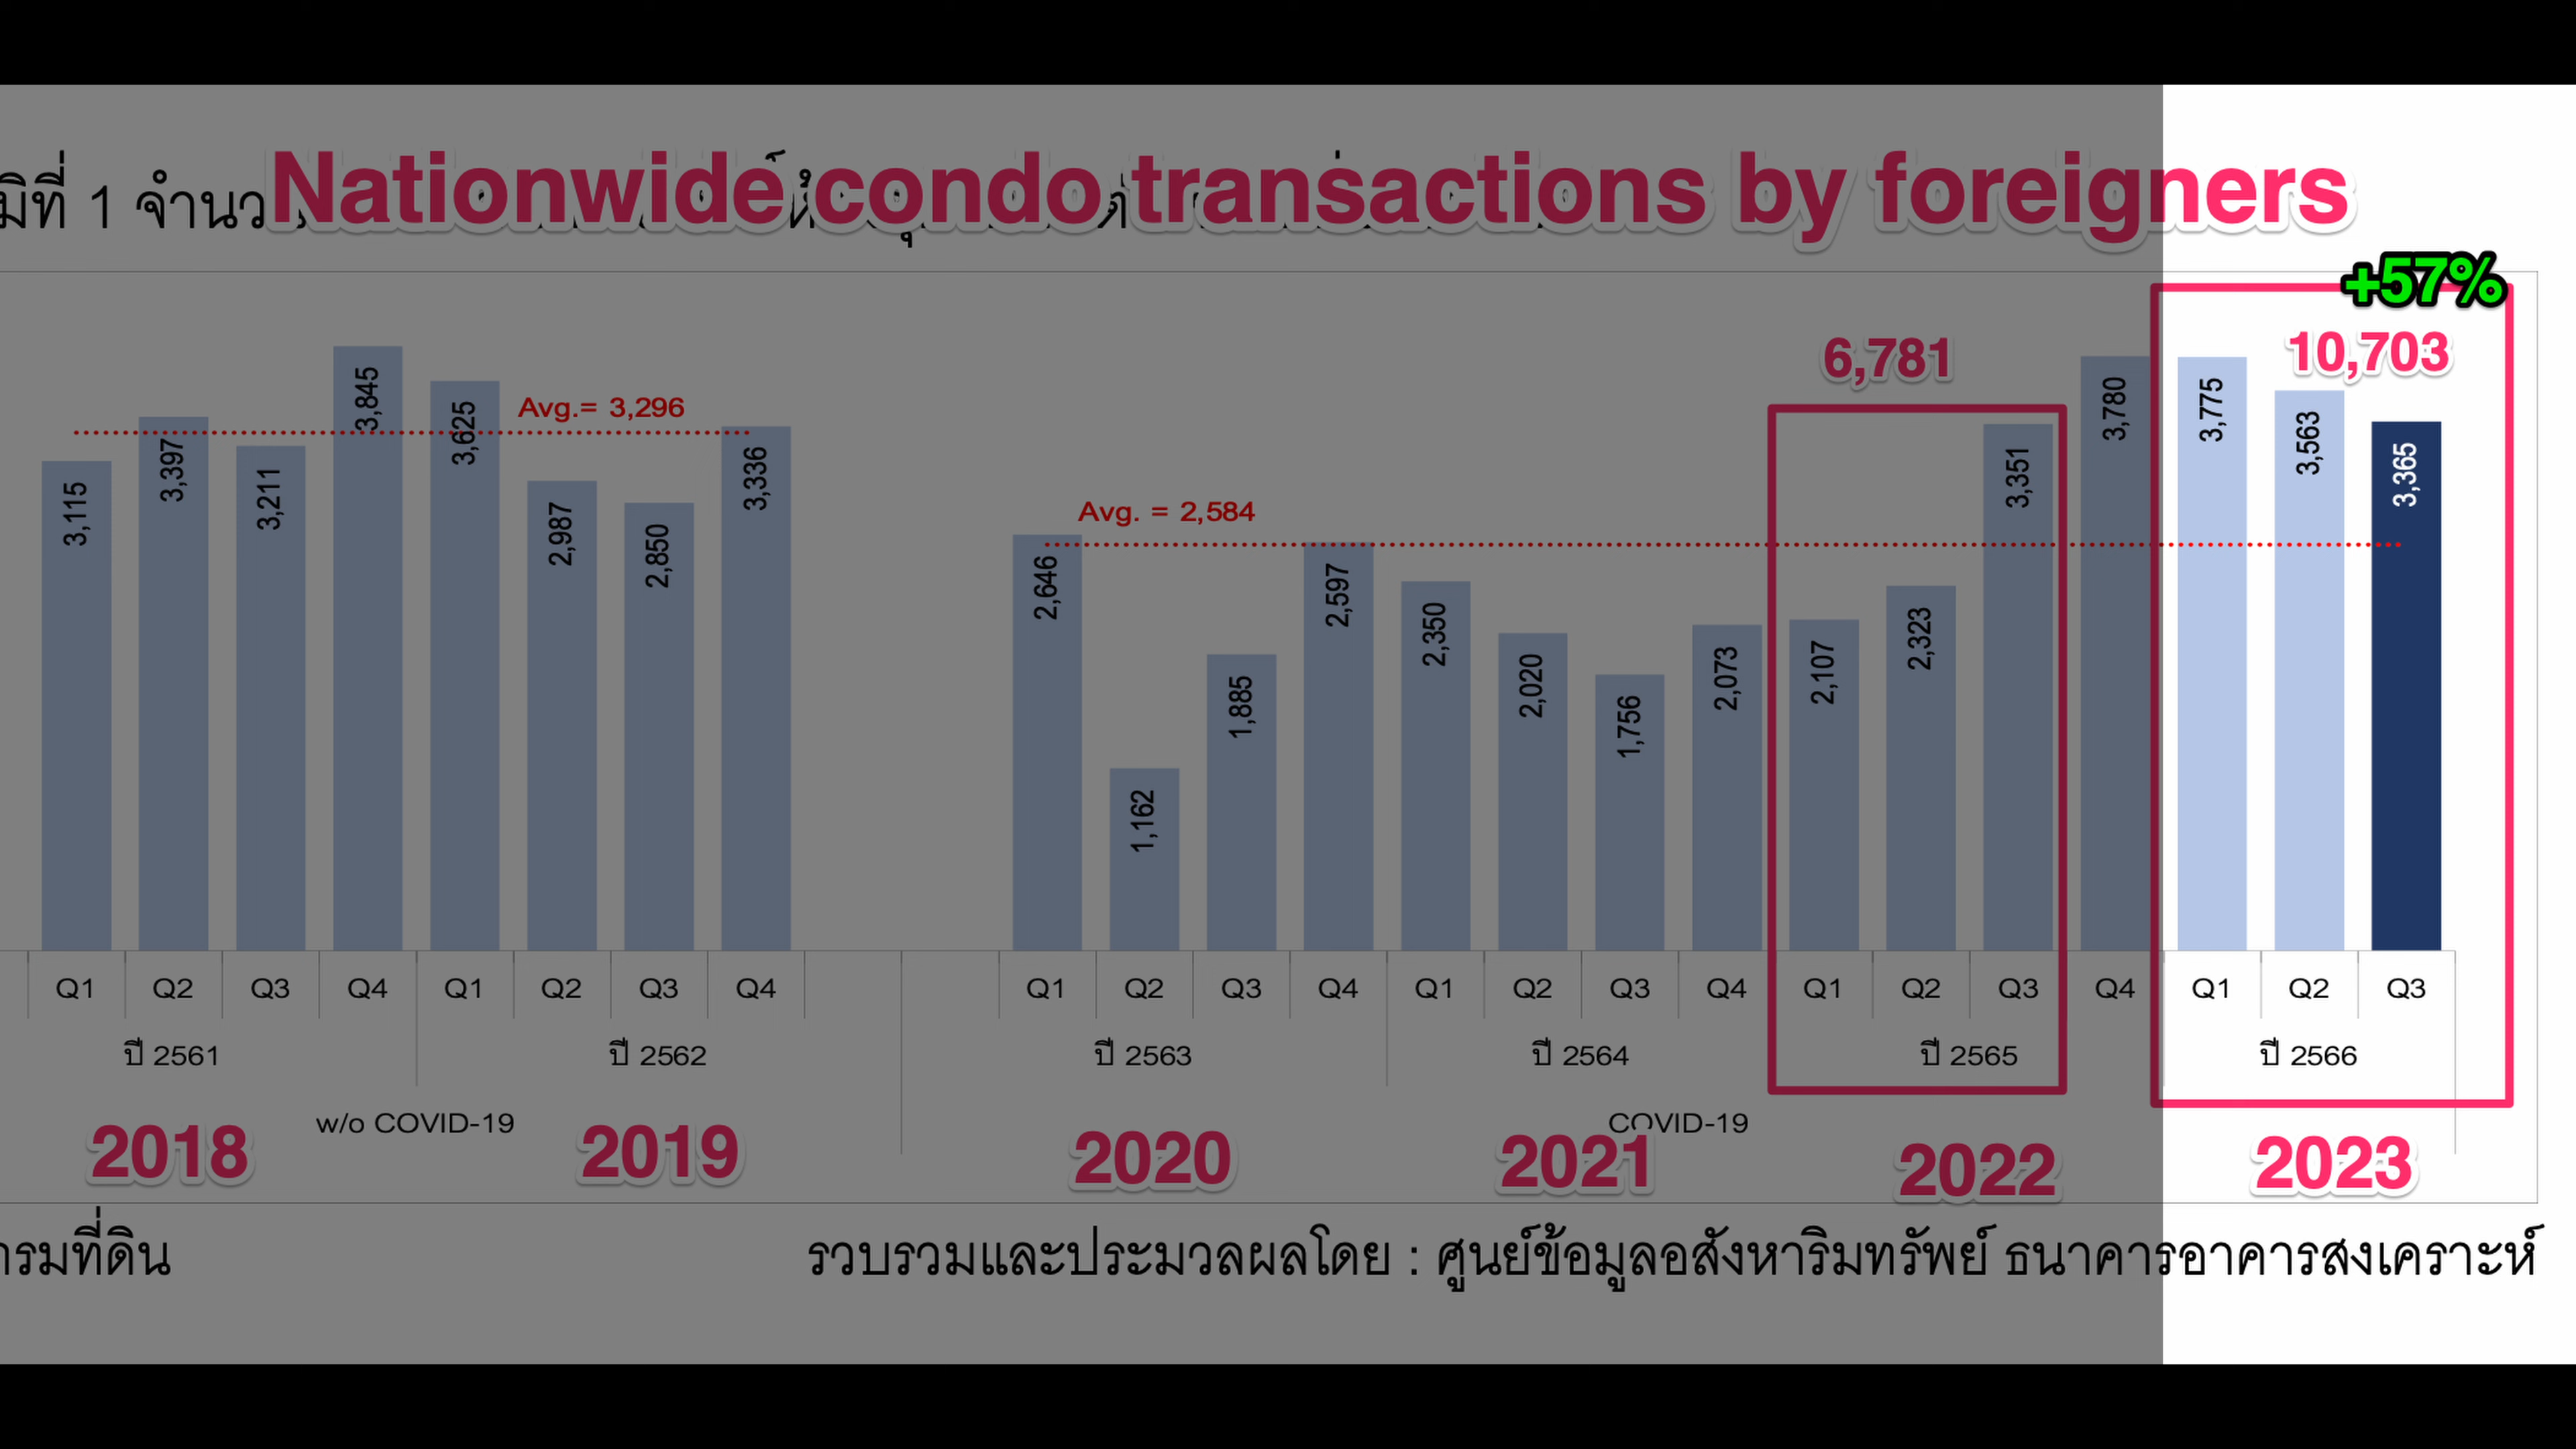 มิที่ 1 จำนว
Nationwide condo transactions by foreigners
+57%
6,781
10,703
Avg.= 3,296
Avg. = 2,584
3,115
3,397
3,211
3,845
3,625
2,987
2,850
3,336
2,646
1,162
1,885
2,597
2,350
2,020
1,756
2,073
2,107
2,323
3,351
3,780
3,775
3,563
3,365
Q1 Q2 Q3 Q4 Q1 Q2 Q3 Q4 Q1 Q2 Q3 Q4 Q1 Q2 Q3 Q4 Q1 Q2 Q3 Q4 Q1 Q2 Q3
ปี 2561 ปี 2562 ปี 2563 ปี 2564 ปี 2565 ปี 2566
w/o COVID-19 COVID-19
2018 2019 2020 2021 2022 2023
กรมที่ดิน
รวบรวมและประมวลผลโดย : ศูนย์ข้อมูลอสังหาริมทรัพย์ ธนาคารอาคารสงเคราะห์